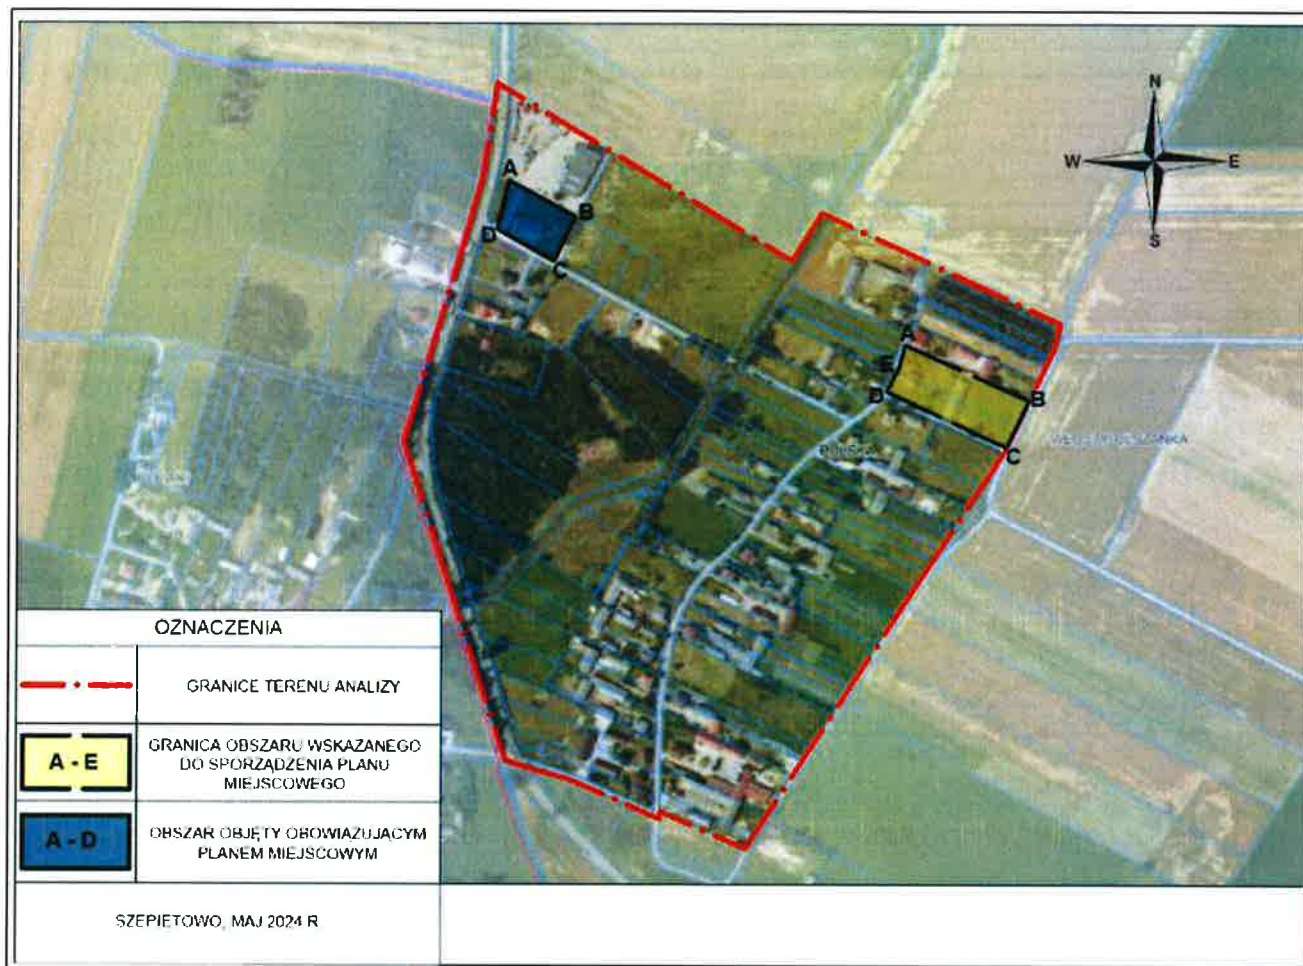 N
W
E
S
A
B
D
C
A
E
D
B
C
OZNACZENIA
GRANICE TERENU ANALIZY
A - E
GRANICA OBSZARU WSKAZANEGO
DO SPORZĄDZENIA PLANU
MIEJSCOWEGO
A - D
OBSZAR OBJĘTY OBOWIĄZUJĄCYM
PLANEM MIEJSCOWYM
SZEPIETOWO, MAJ 2024 R